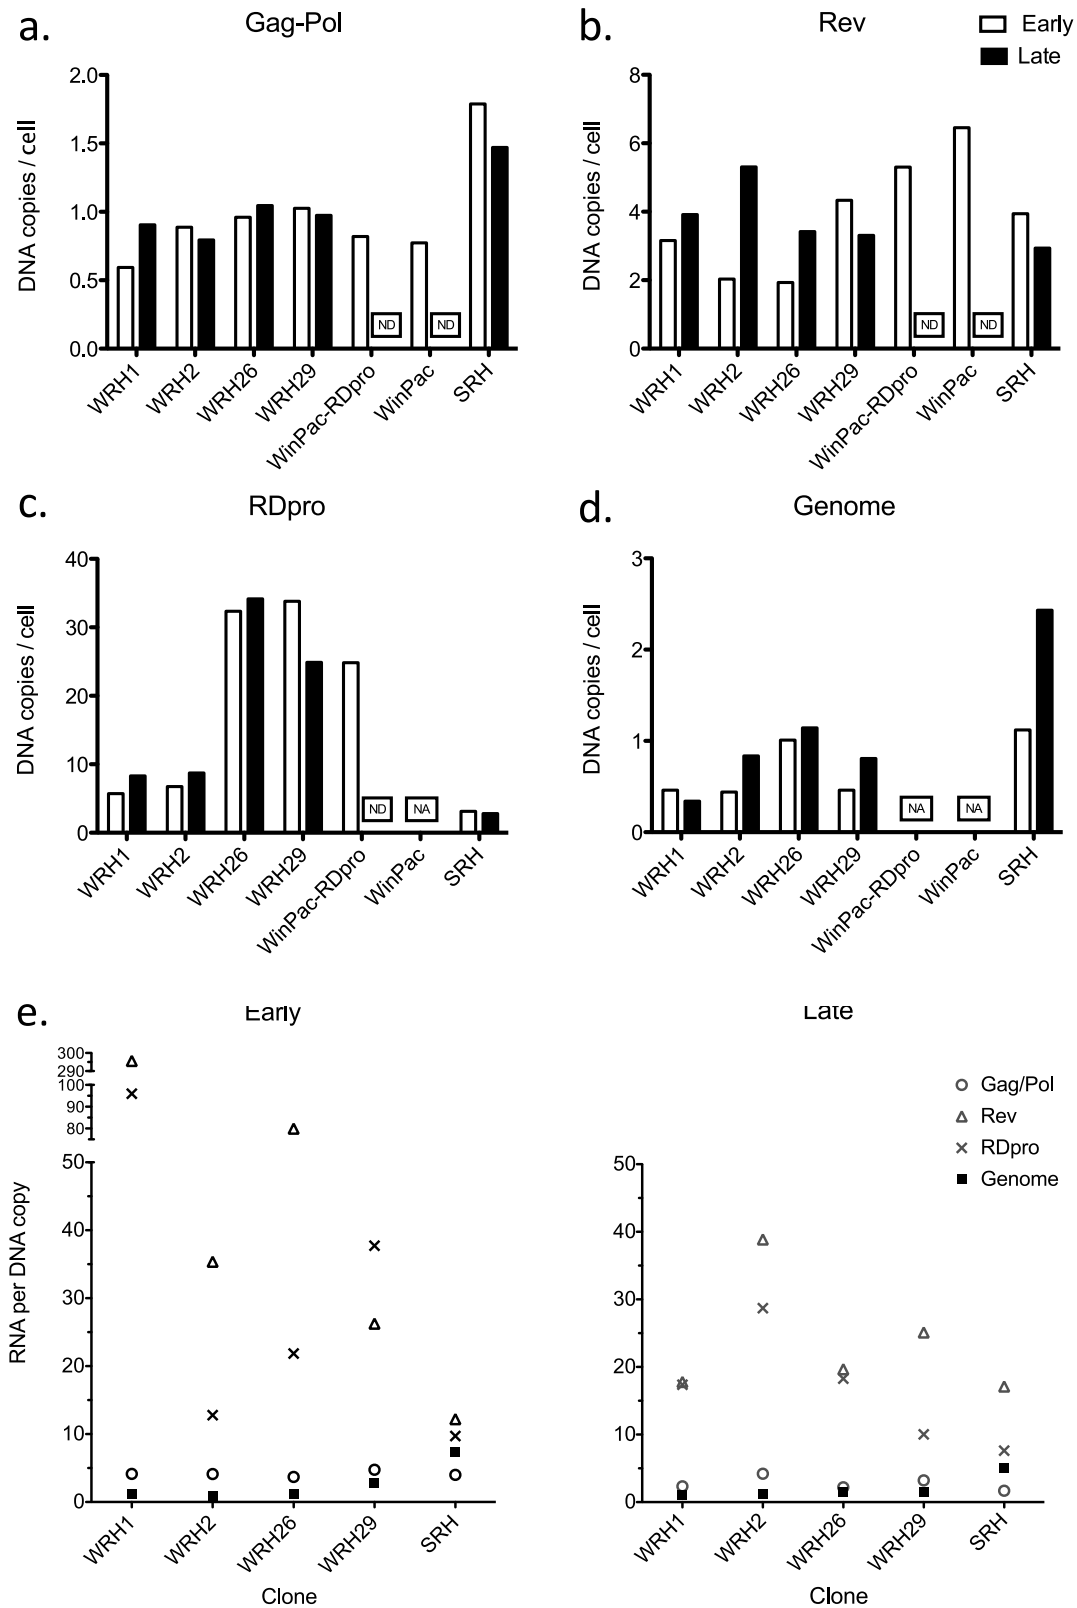 a.
Gag-Pol
DNA copies / cell
2.0
1.5
1.0
0.5
0.0
ND
ND
WRH1
WRH2
WRH26
WRH29
WinPac-RDpro
WinPac
SRH
b.
Rev
Early
Late
DNA copies / cell
8
6
4
2
0
ND
ND
WRH1
WRH2
WRH26
WRH29
WinPac-RDpro
WinPac
SRH
c.
RDpro
DNA copies / cell
40
30
20
10
0
ND
NA
WRH1
WRH2
WRH26
WRH29
WinPac-RDpro
WinPac
SRH
d.
Genome
DNA copies / cell
3
2
1
0
NA
NA
WRH1
WRH2
WRH26
WRH29
WinPac-RDpro
WinPac
SRH
e.
Early
RNA per DNA copy
300
290
100
90
80
50
40
30
20
10
0
WRH1
WRH2
WRH26
WRH29
SRH
Clone
Late
Gag/Pol
Rev
RDpro
Genome
50
40
30
20
10
0
WRH1
WRH2
WRH26
WRH29
SRH
Clone